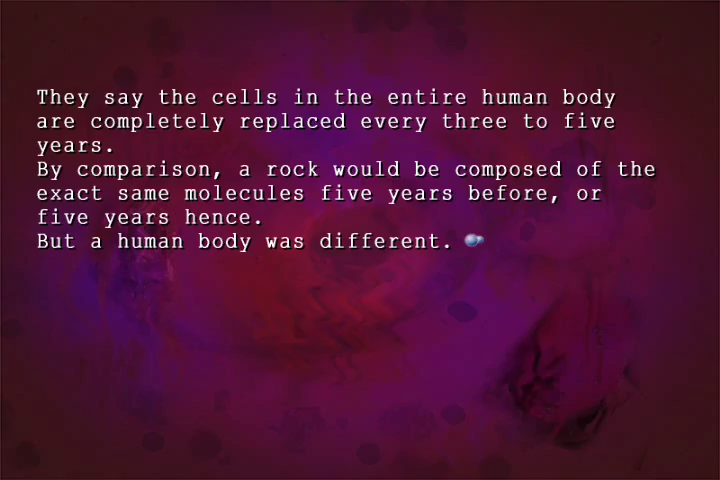 They say the cells in the entire human body
are completely replaced every three to five
years.
By comparison, a rock would be composed of the
exact same molecules five years before, or
five years hence.
But a human body was different.